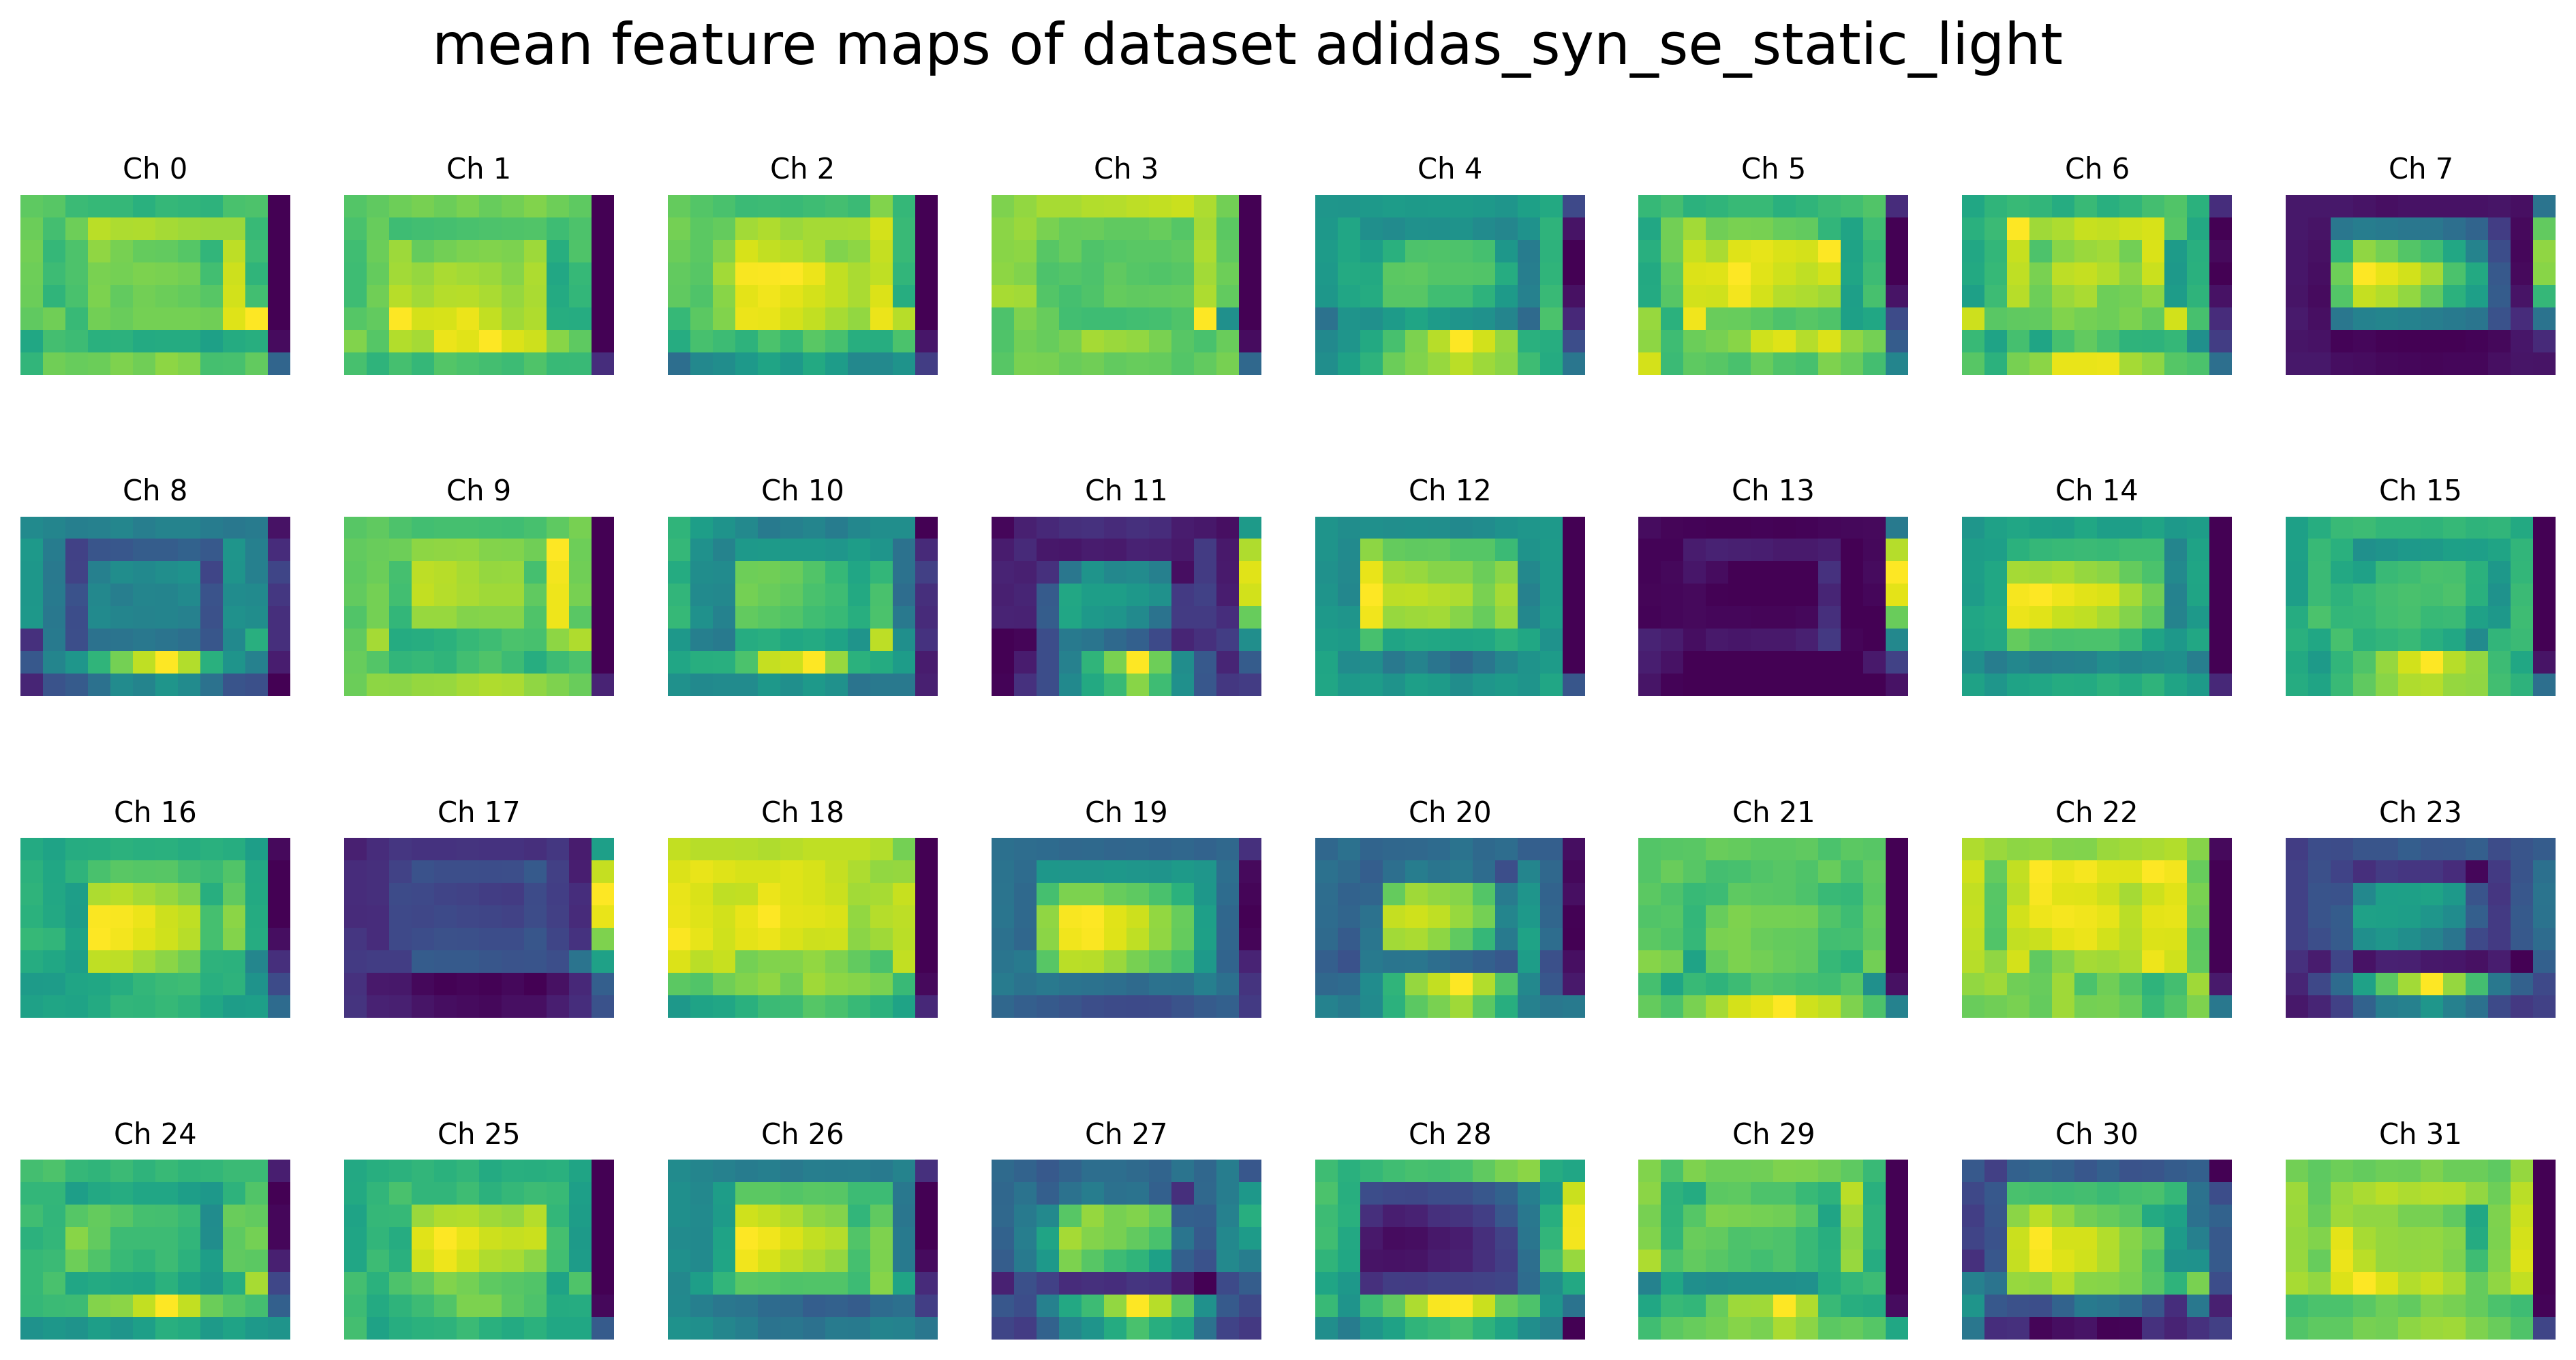 mean feature maps of dataset adidas_syn_se_static_light
Ch 0 Ch 1 Ch 2 Ch 3 Ch 4 Ch 5 Ch 6 Ch 7
Ch 8 Ch 9 Ch 10 Ch 11 Ch 12 Ch 13 Ch 14 Ch 15
Ch 16 Ch 17 Ch 18 Ch 19 Ch 20 Ch 21 Ch 22 Ch 23
Ch 24 Ch 25 Ch 26 Ch 27 Ch 28 Ch 29 Ch 30 Ch 31